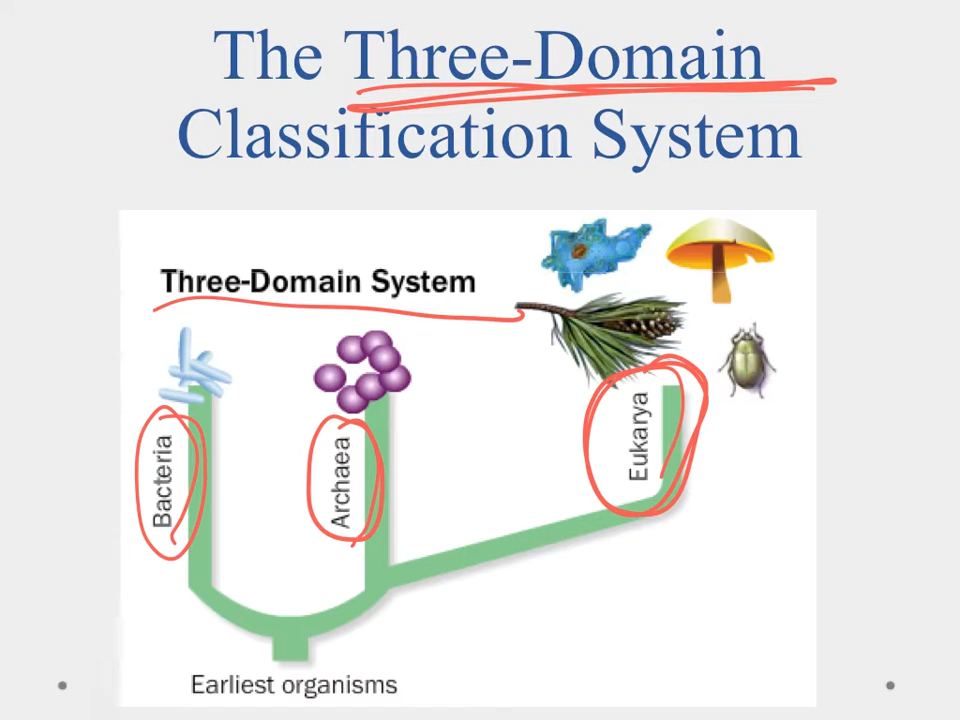 The Three-Domain
Classification System
Three-Domain System
Bacteria
Archaea
Eukarya
Earliest organisms